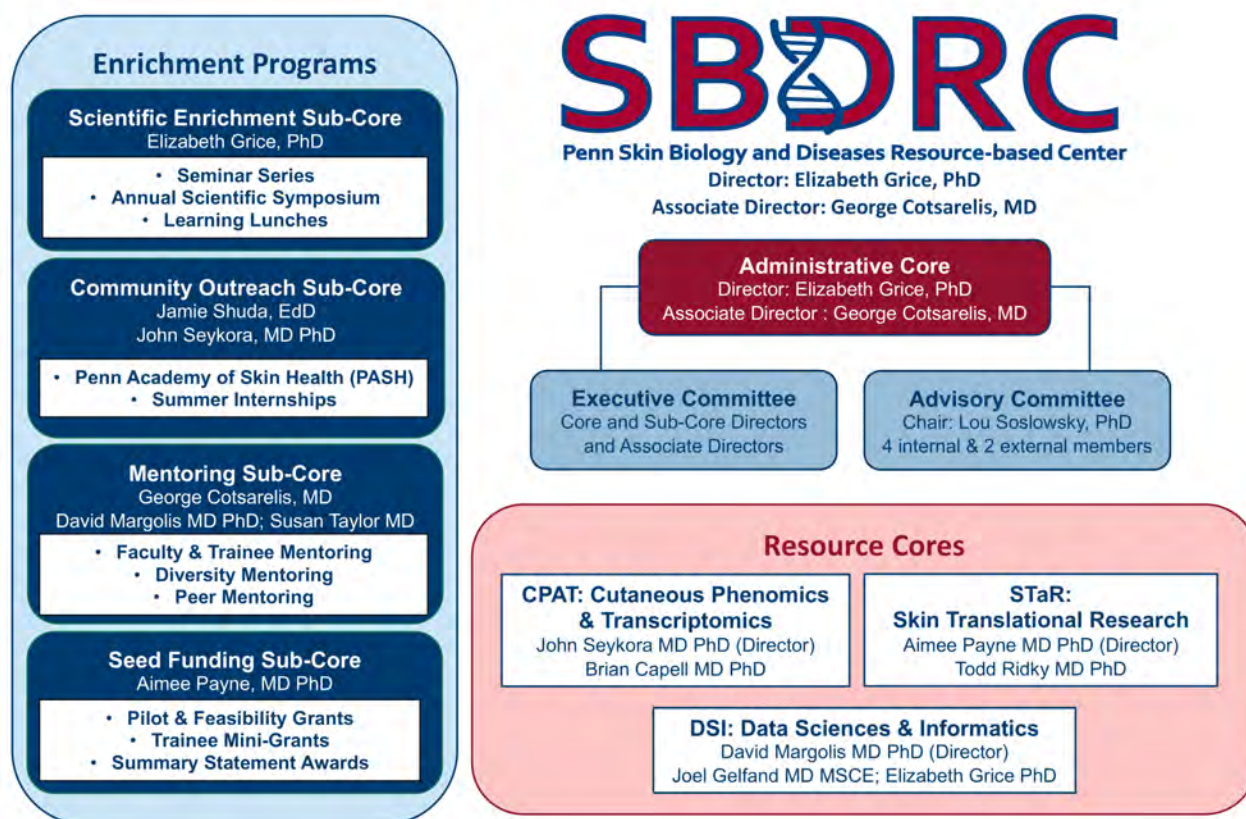 Enrichment Programs
Scientific Enrichment Sub-Core
Elizabeth Grice, PhD
• Seminar Series
• Annual Scientific Symposium
• Learning Lunches
Community Outreach Sub-Core
Jamie Shuda, EdD
John Seykora, MD PhD
• Penn Academy of Skin Health (PASH)
• Summer Internships
Mentoring Sub-Core
George Cotsarelis, MD
David Margolis MD PhD; Susan Taylor MD
• Faculty & Trainee Mentoring
• Diversity Mentoring
• Peer Mentoring
Seed Funding Sub-Core
Aimee Payne, MD PhD
• Pilot & Feasibility Grants
• Trainee Mini-Grants
• Summary Statement Awards
SBDRC
Penn Skin Biology and Diseases Resource-based Center
Director: Elizabeth Grice, PhD
Associate Director: George Cotsarelis, MD
Administrative Core
Director: Elizabeth Grice, PhD
Associate Director : George Cotsarelis, MD
Executive Committee
Core and Sub-Core Directors
and Associate Directors
Advisory Committee
Chair: Lou Soslowsky, PhD
4 internal & 2 external members
Resource Cores
CPAT: Cutaneous Phenomics
& Transcriptomics
John Seykora MD PhD (Director)
Brian Capell MD PhD
STaR:
Skin Translational Research
Aimee Payne MD PhD (Director)
Todd Ridky MD PhD
DSI: Data Sciences & Informatics
David Margolis MD PhD (Director)
Joel Gelfand MD MSCE; Elizabeth Grice PhD